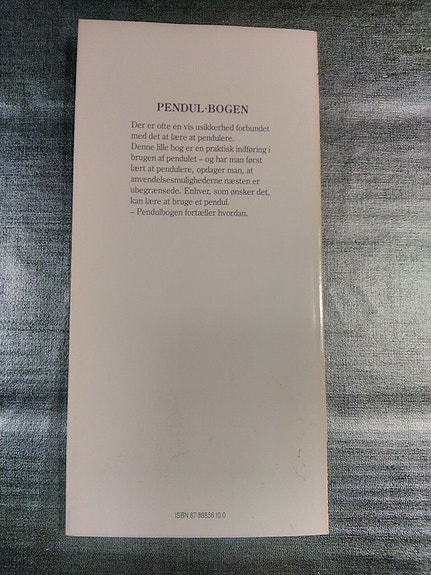 PENDUL·BOGEN
Der er ofte en vis usikkerhed forbundet
med det at lære at pendulere.
Denne lille bog er en praktisk indføring i
brugen af pendulet – og har man først
lært at pendulere, opdager man, at
anvendelsesmulighederne næsten er
ubegrænsede. Enhver, som ønsker det,
kan lære at bruge et pendul.
– Pendulbogen fortæller hvordan.
ISBN 87 88836 10 0